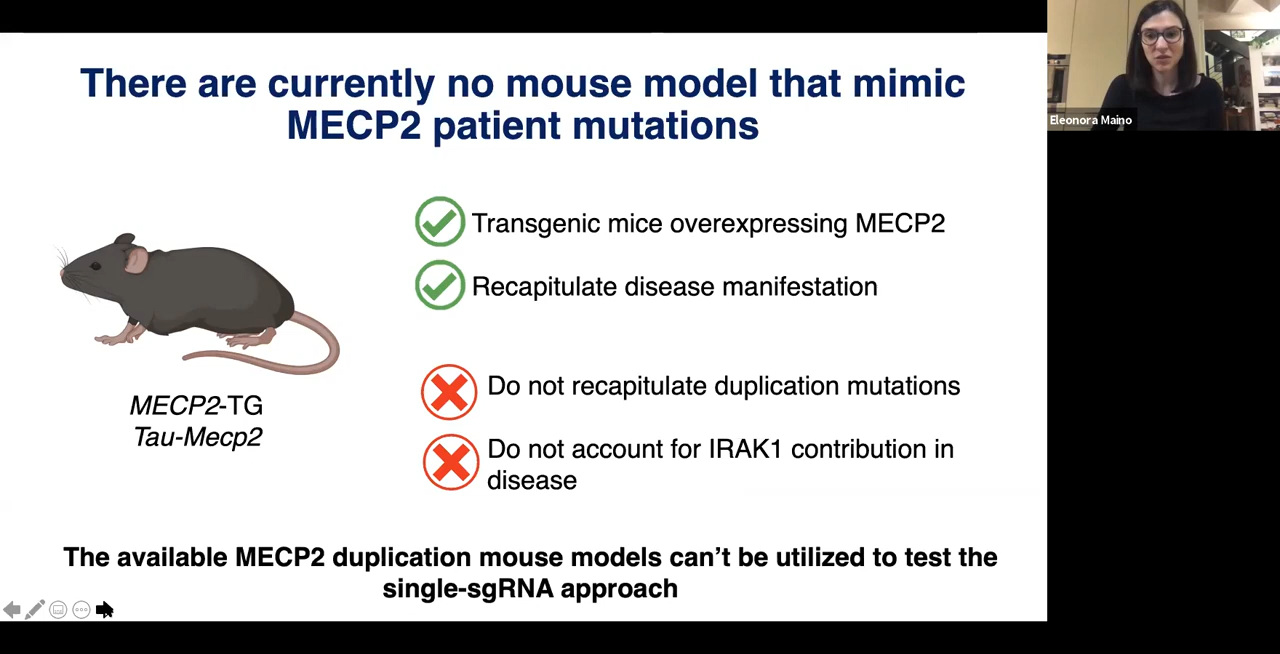 There are currently no mouse model that mimic
MECP2 patient mutations
Eleonora Maino
Transgenic mice overexpressing MECP2
Recapitulate disease manifestation
MECP2-TG
Tau-Mecp2
Do not recapitulate duplication mutations
Do not account for IRAK1 contribution in
disease
The available MECP2 duplication mouse models can’t be utilized to test the
single-sgRNA approach